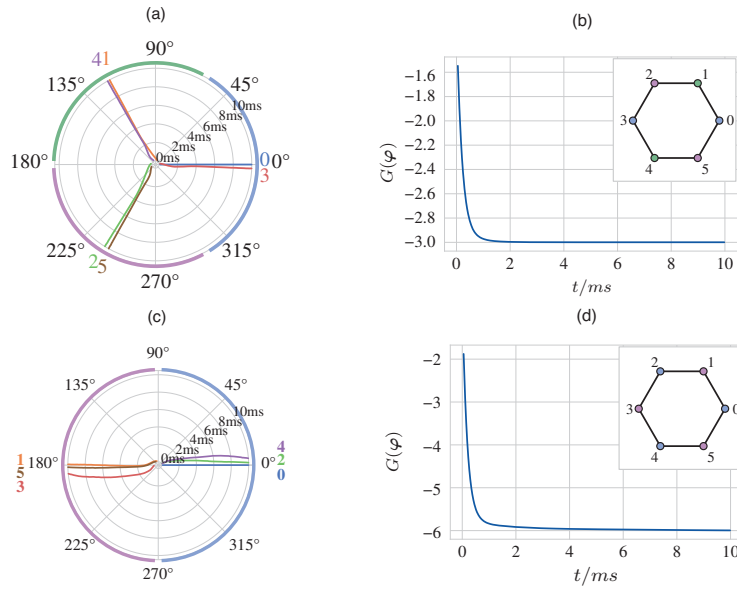 (a)
90°
45°
135°
180°
225°
270°
315°
0°
0ms
2ms
4ms
6ms
8ms
10ms
41
0
3
25
(b)
G(φ)
−1.6
−1.8
−2.0
−2.2
−2.4
−2.6
−2.8
−3.0
0 2 4 6 8 10
t/ms
2 1
3 0
4 5
(c)
90°
45°
135°
180°
225°
270°
315°
0°
0ms
2ms
4ms
6ms
8ms
10ms
1
5
3
4
2
0
(d)
G(φ)
−2
−3
−4
−5
−6
0 2 4 6 8 10
t/ms
2 1
3 0
4 5